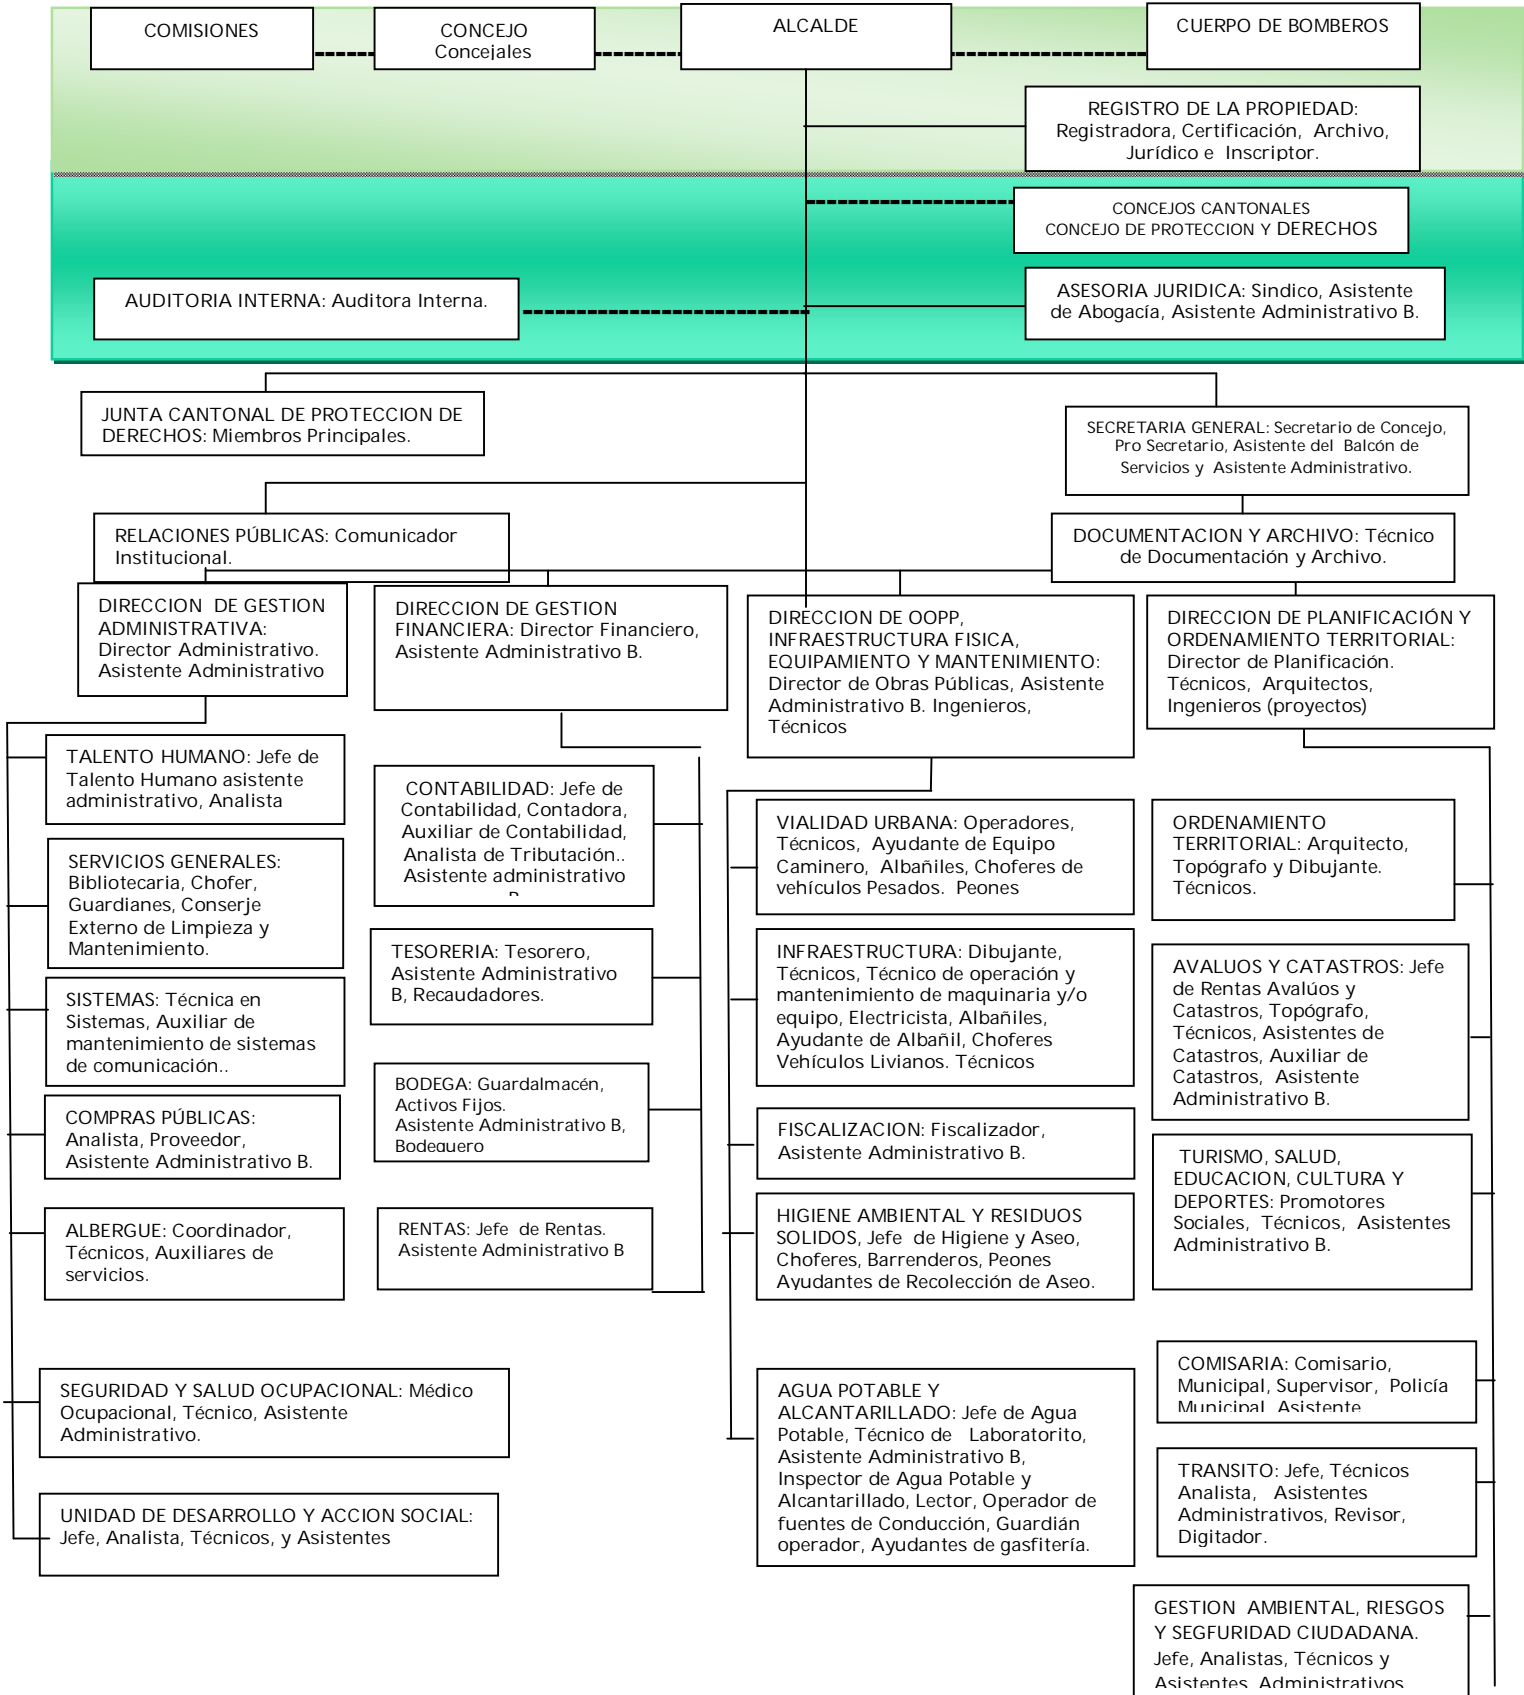 COMISIONES
CONCEJO
Concejales
ALCALDE
CUERPO DE BOMBEROS
REGISTRO DE LA PROPIEDAD:
Registradora, Certificación, Archivo,
Jurídico e Inscriptor.
CONCEJOS CANTONALES
CONCEJO DE PROTECCION Y DERECHOS
AUDITORIA INTERNA: Auditora Interna.
ASESORIA JURIDICA: Sindico, Asistente
de Abogacía, Asistente Administrativo B.
JUNTA CANTONAL DE PROTECCION DE
DERECHOS: Miembros Principales.
SECRETARIA GENERAL: Secretario de Concejo,
Pro Secretario, Asistente del Balcón de
Servicios y Asistente Administrativo.
RELACIONES PÚBLICAS: Comunicador
Institucional.
DOCUMENTACION Y ARCHIVO: Técnico
de Documentación y Archivo.
DIRECCION DE GESTION
ADMINISTRATIVA:
Director Administrativo.
Asistente Administrativo
DIRECCION DE GESTION
FINANCIERA: Director Financiero,
Asistente Administrativo B.
DIRECCION DE OOPP,
INFRAESTRUCTURA FISICA,
EQUIPAMIENTO Y MANTENIMIENTO:
Director de Obras Públicas, Asistente
Administrativo B. Ingenieros,
Técnicos
DIRECCION DE PLANIFICACIÓN Y
ORDENAMIENTO TERRITORIAL:
Director de Planificación.
Técnicos, Arquitectos,
Ingenieros (proyectos)
TALENTO HUMANO: Jefe de
Talento Humano asistente
administrativo, Analista
SERVICIOS GENERALES:
Bibliotecaria, Chofer,
Guardianes, Conserje
Externo de Limpieza y
Mantenimiento.
SISTEMAS: Técnica en
Sistemas, Auxiliar de
mantenimiento de sistemas
de comunicación..
COMPRAS PÚBLICAS:
Analista, Proveedor,
Asistente Administrativo B.
ALBERGUE: Coordinador,
Técnicos, Auxiliares de
servicios.
SEGURIDAD Y SALUD OCUPACIONAL: Médico
Ocupacional, Técnico, Asistente
Administrativo.
UNIDAD DE DESARROLLO Y ACCION SOCIAL:
Jefe, Analista, Técnicos, y Asistentes
CONTABILIDAD: Jefe de
Contabilidad, Contadora,
Auxiliar de Contabilidad,
Analista de Tributación..
Asistente administrativo
TESORERIA: Tesorero,
Asistente Administrativo
B, Recaudadores.
BODEGA: Guardalmacén,
Activos Fijos.
Asistente Administrativo B,
Bodeguero
RENTAS: Jefe de Rentas.
Asistente Administrativo B
VIALIDAD URBANA: Operadores,
Técnicos, Ayudante de Equipo
Caminero, Albañiles, Choferes de
vehículos Pesados. Peones
INFRAESTRUCTURA: Dibujante,
Técnicos, Técnico de operación y
mantenimiento de maquinaria y/o
equipo, Electricista, Albañiles,
Ayudante de Albañil, Choferes
Vehículos Livianos. Técnicos
FISCALIZACION: Fiscalizador,
Asistente Administrativo B.
HIGIENE AMBIENTAL Y RESIDUOS
SOLIDOS, Jefe de Higiene y Aseo,
Choferes, Barrenderos, Peones
Ayudantes de Recolección de Aseo.
AGUA POTABLE Y
ALCANTARILLADO: Jefe de Agua
Potable, Técnico de Laboratorito,
Asistente Administrativo B,
Inspector de Agua Potable y
Alcantarillado, Lector, Operador de
fuentes de Conducción, Guardián
operador, Ayudantes de gasfitería.
ORDENAMIENTO
TERRITORIAL: Arquitecto,
Topógrafo y Dibujante.
Técnicos.
AVALUOS Y CATASTROS: Jefe
de Rentas Avalúos y
Catastros, Topógrafo,
Técnicos, Asistentes de
Catastros, Auxiliar de
Catastros, Asistente
Administrativo B.
TURISMO, SALUD,
EDUCACION, CULTURA Y
DEPORTES: Promotores
Sociales, Técnicos, Asistentes
Administrativo B.
COMISARIA: Comisario,
Municipal, Supervisor, Policía
Municipal Asistente
TRANSITO: Jefe, Técnicos
Analista, Asistentes
Administrativos, Revisor,
Digitador.
GESTION AMBIENTAL, RIESGOS
Y SEGFURIDAD CIUDADANA.
Jefe, Analistas, Técnicos y
Asistentes Administrativos